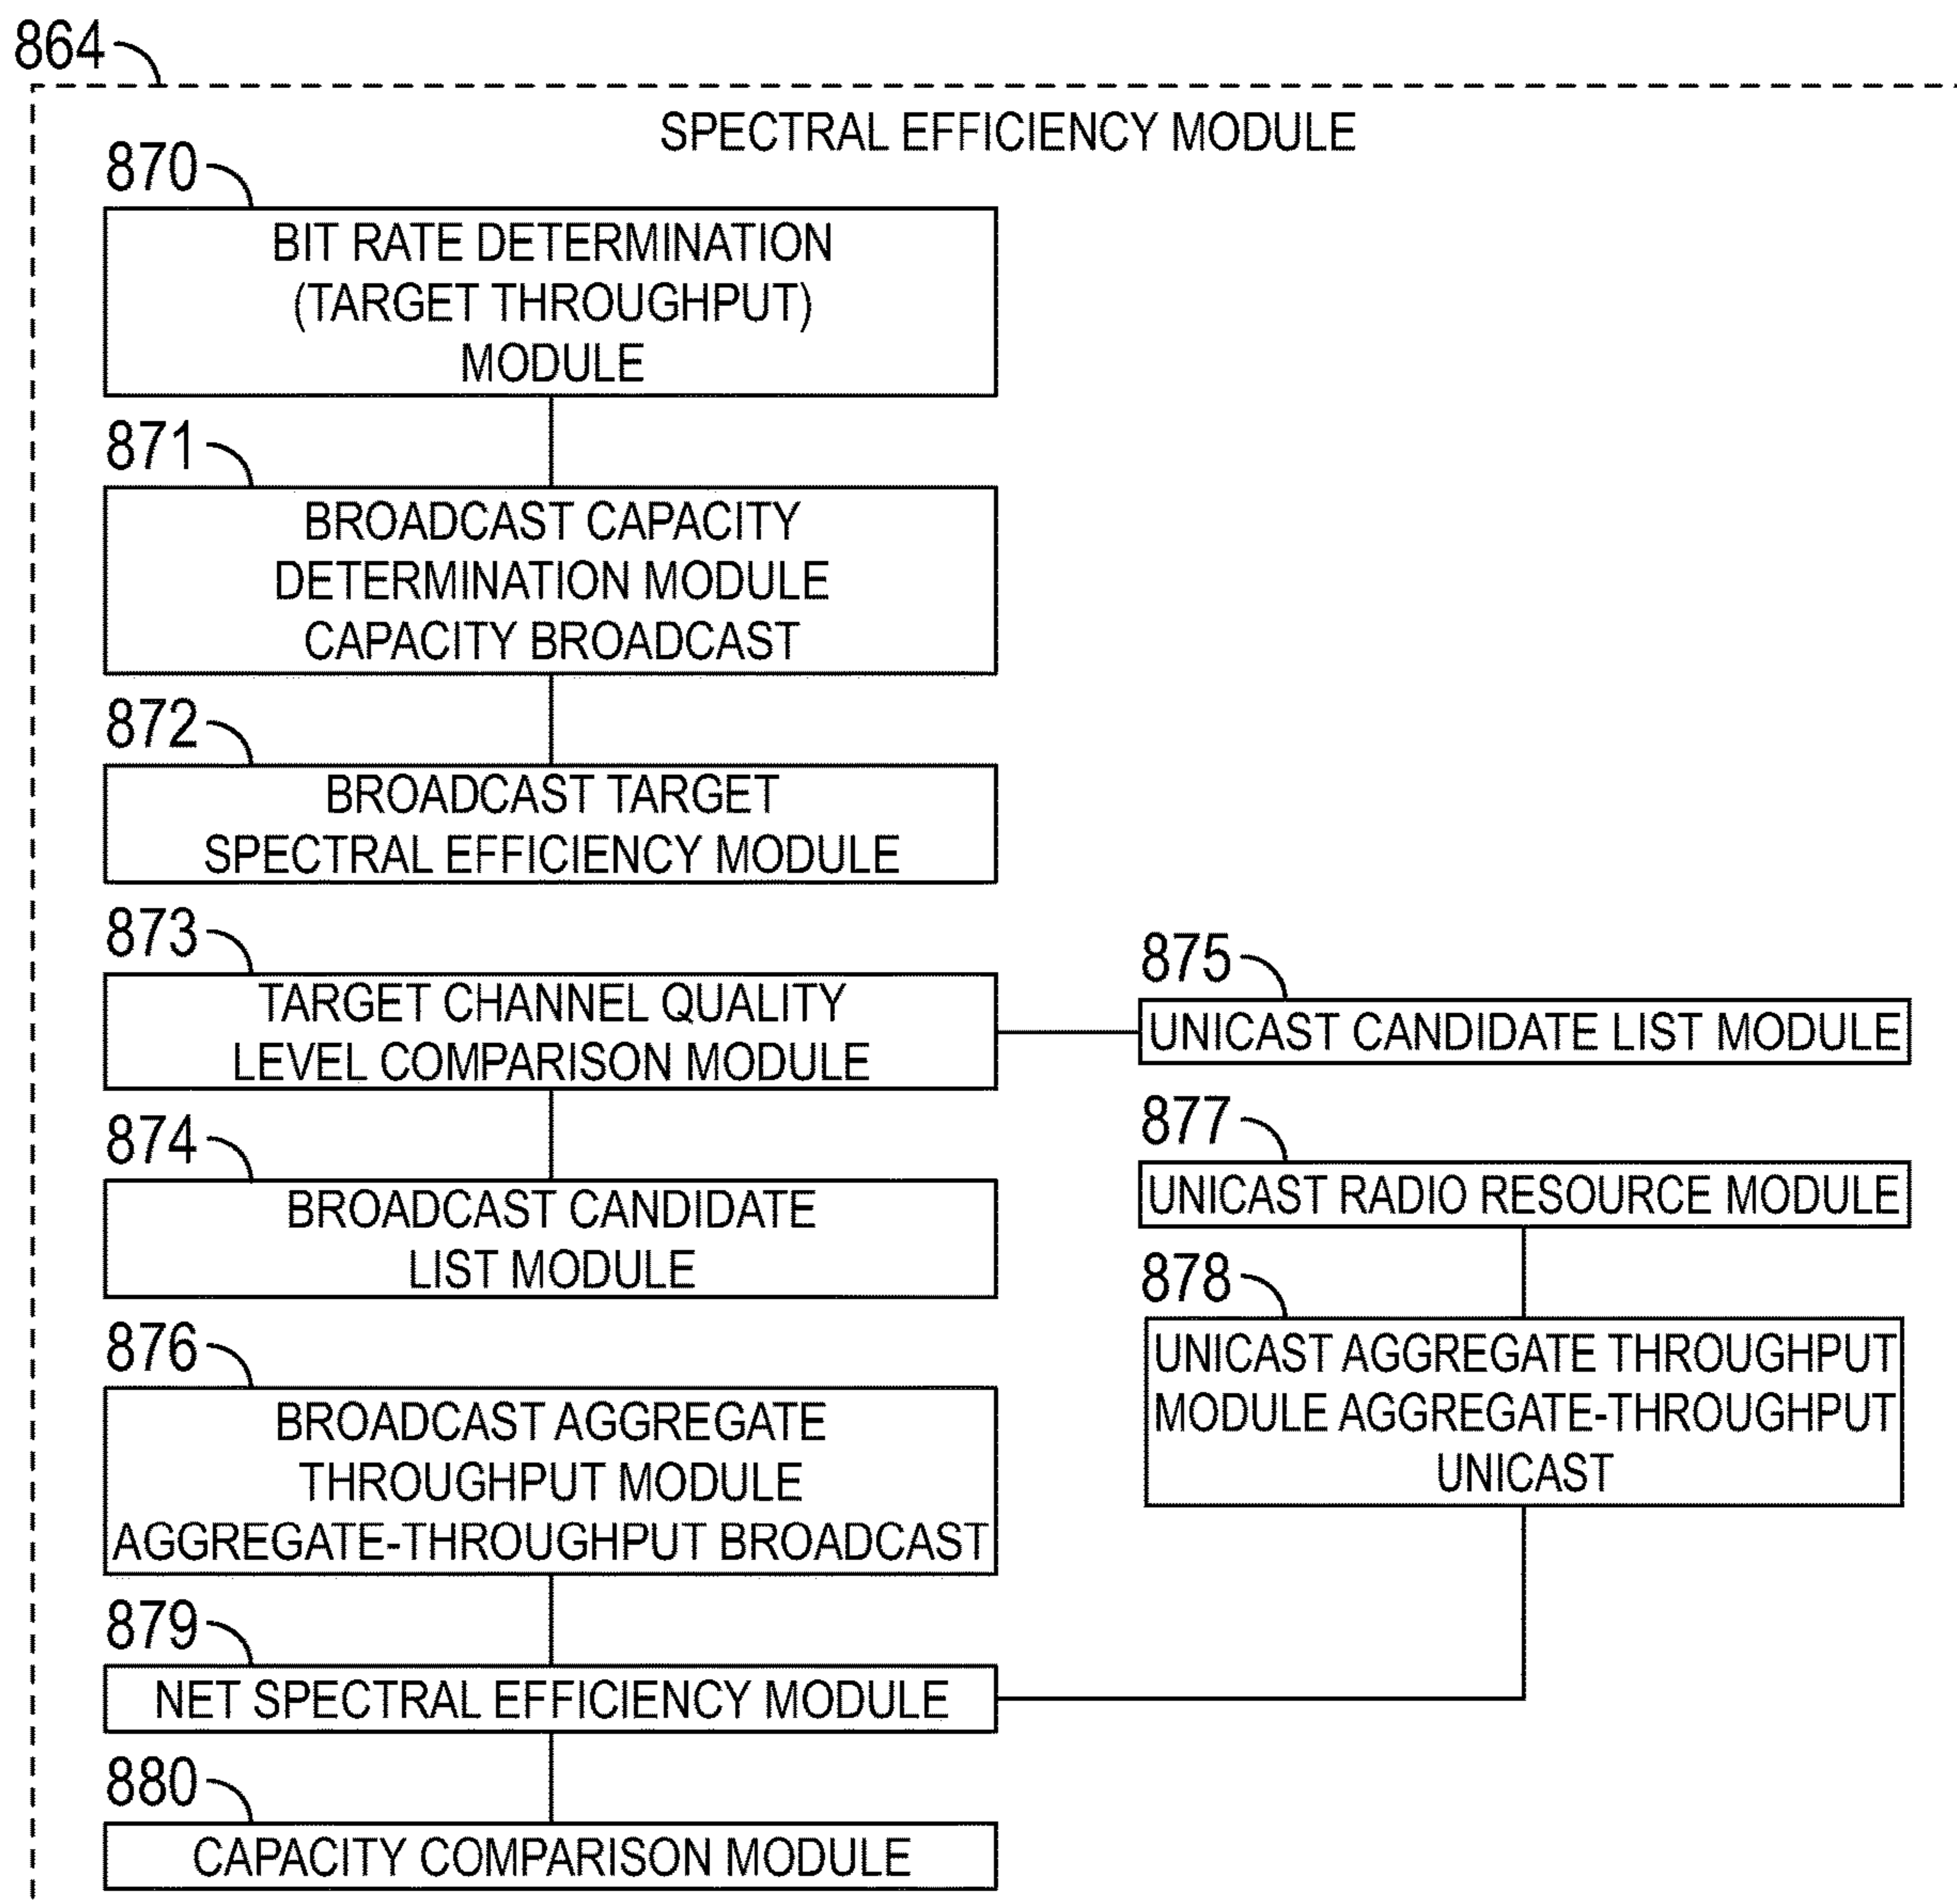 864
SPECTRAL EFFICIENCY MODULE
870
BIT RATE DETERMINATION
(TARGET THROUGHPUT)
MODULE
871
BROADCAST CAPACITY
DETERMINATION MODULE
CAPACITY BROADCAST
872
BROADCAST TARGET
SPECTRAL EFFICIENCY MODULE
873
TARGET CHANNEL QUALITY
LEVEL COMPARISON MODULE
875
UNICAST CANDIDATE LIST MODULE
874
BROADCAST CANDIDATE
LIST MODULE
877
UNICAST RADIO RESOURCE MODULE
878
UNICAST AGGREGATE THROUGHPUT
MODULE AGGREGATE-THROUGHPUT
UNICAST
876
BROADCAST AGGREGATE
THROUGHPUT MODULE
AGGREGATE-THROUGHPUT BROADCAST
879
NET SPECTRAL EFFICIENCY MODULE
880
CAPACITY COMPARISON MODULE